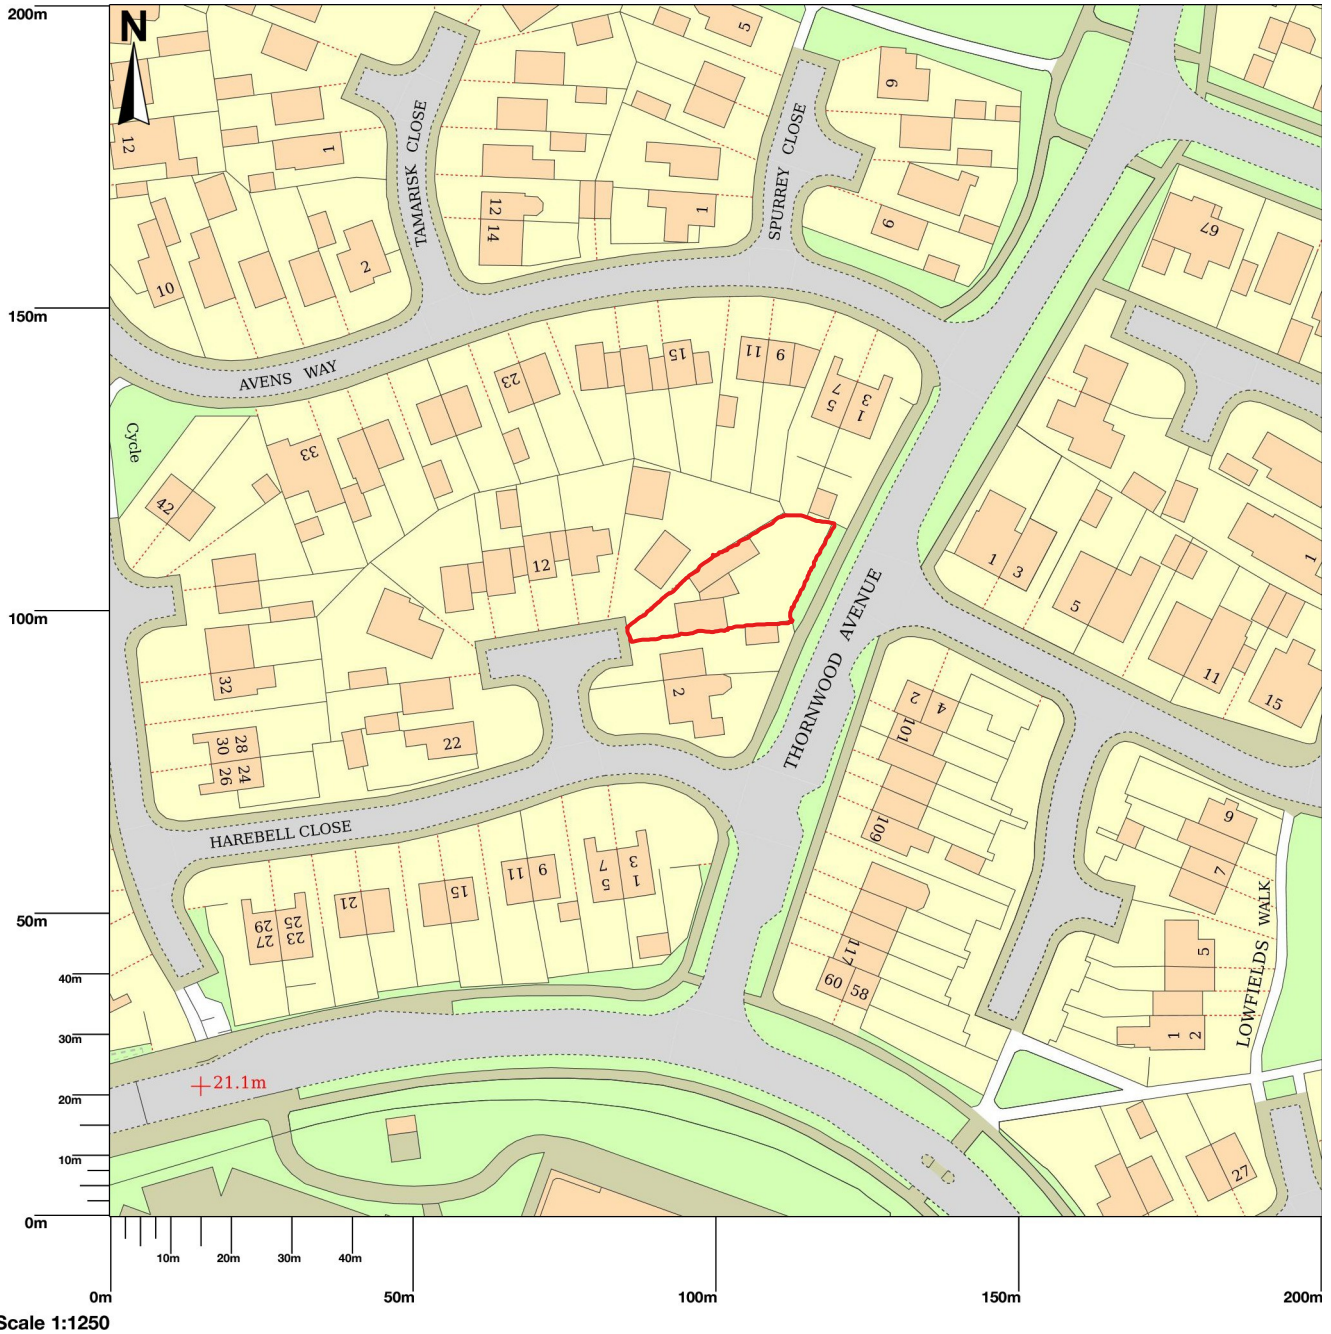 200m
N
5
12
1
TAMARISK CLOSE
SPURREY CLOSE
9
12
14
1
6
67
10
2
150m
AVENS WAY
15
11 9
23
7
5
3
1
Cycle
33
42
1
3
1
12
5
100m
THORNWOOD AVENUE
32
2
11
15
2
4
101
30 28
26 24
22
109
9
7
HAREBELL CLOSE
11 9
7
5
3
1
21
15
29
27
25
23
50m
117
60 58
5
LOWFIELDS WALK
1 2
40m
30m
21.1m
20m
10m
27
0m
10m 20m 30m 40m
0m 50m 100m 150m 200m
Scale 1:1250